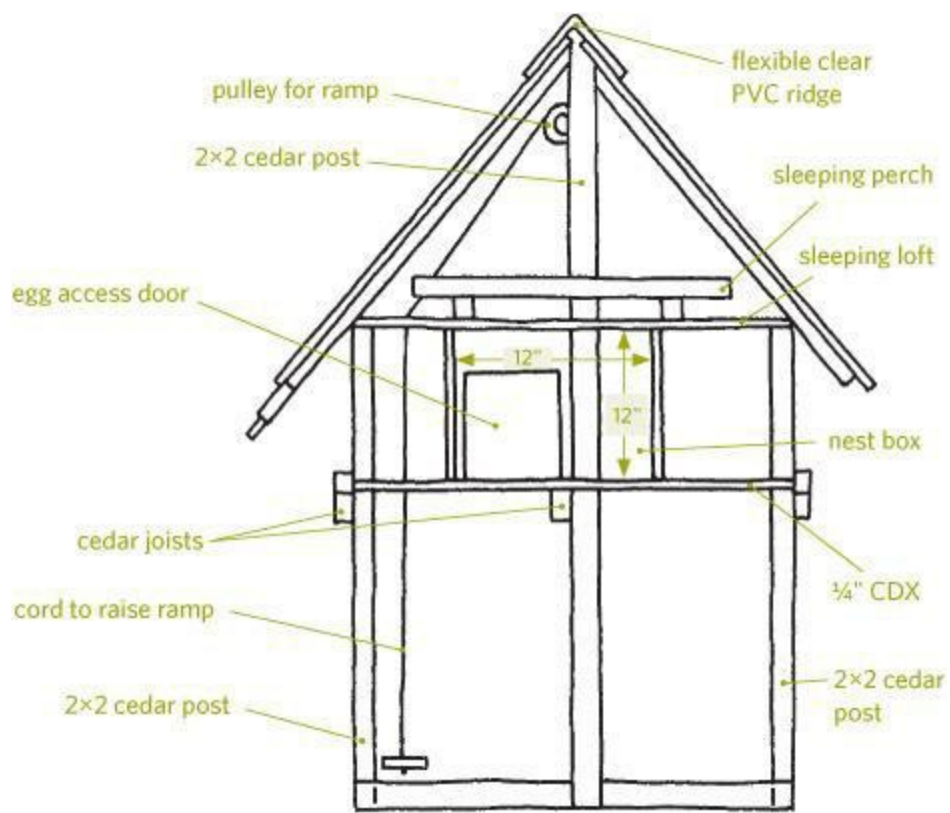 flexible clear
PVC ridge
pulley for ramp
2×2 cedar post
sleeping perch
sleeping loft
egg access door
12"
12"
nest box
cedar joists
¼" CDX
cord to raise ramp
2×2 cedar post
2×2 cedar
post